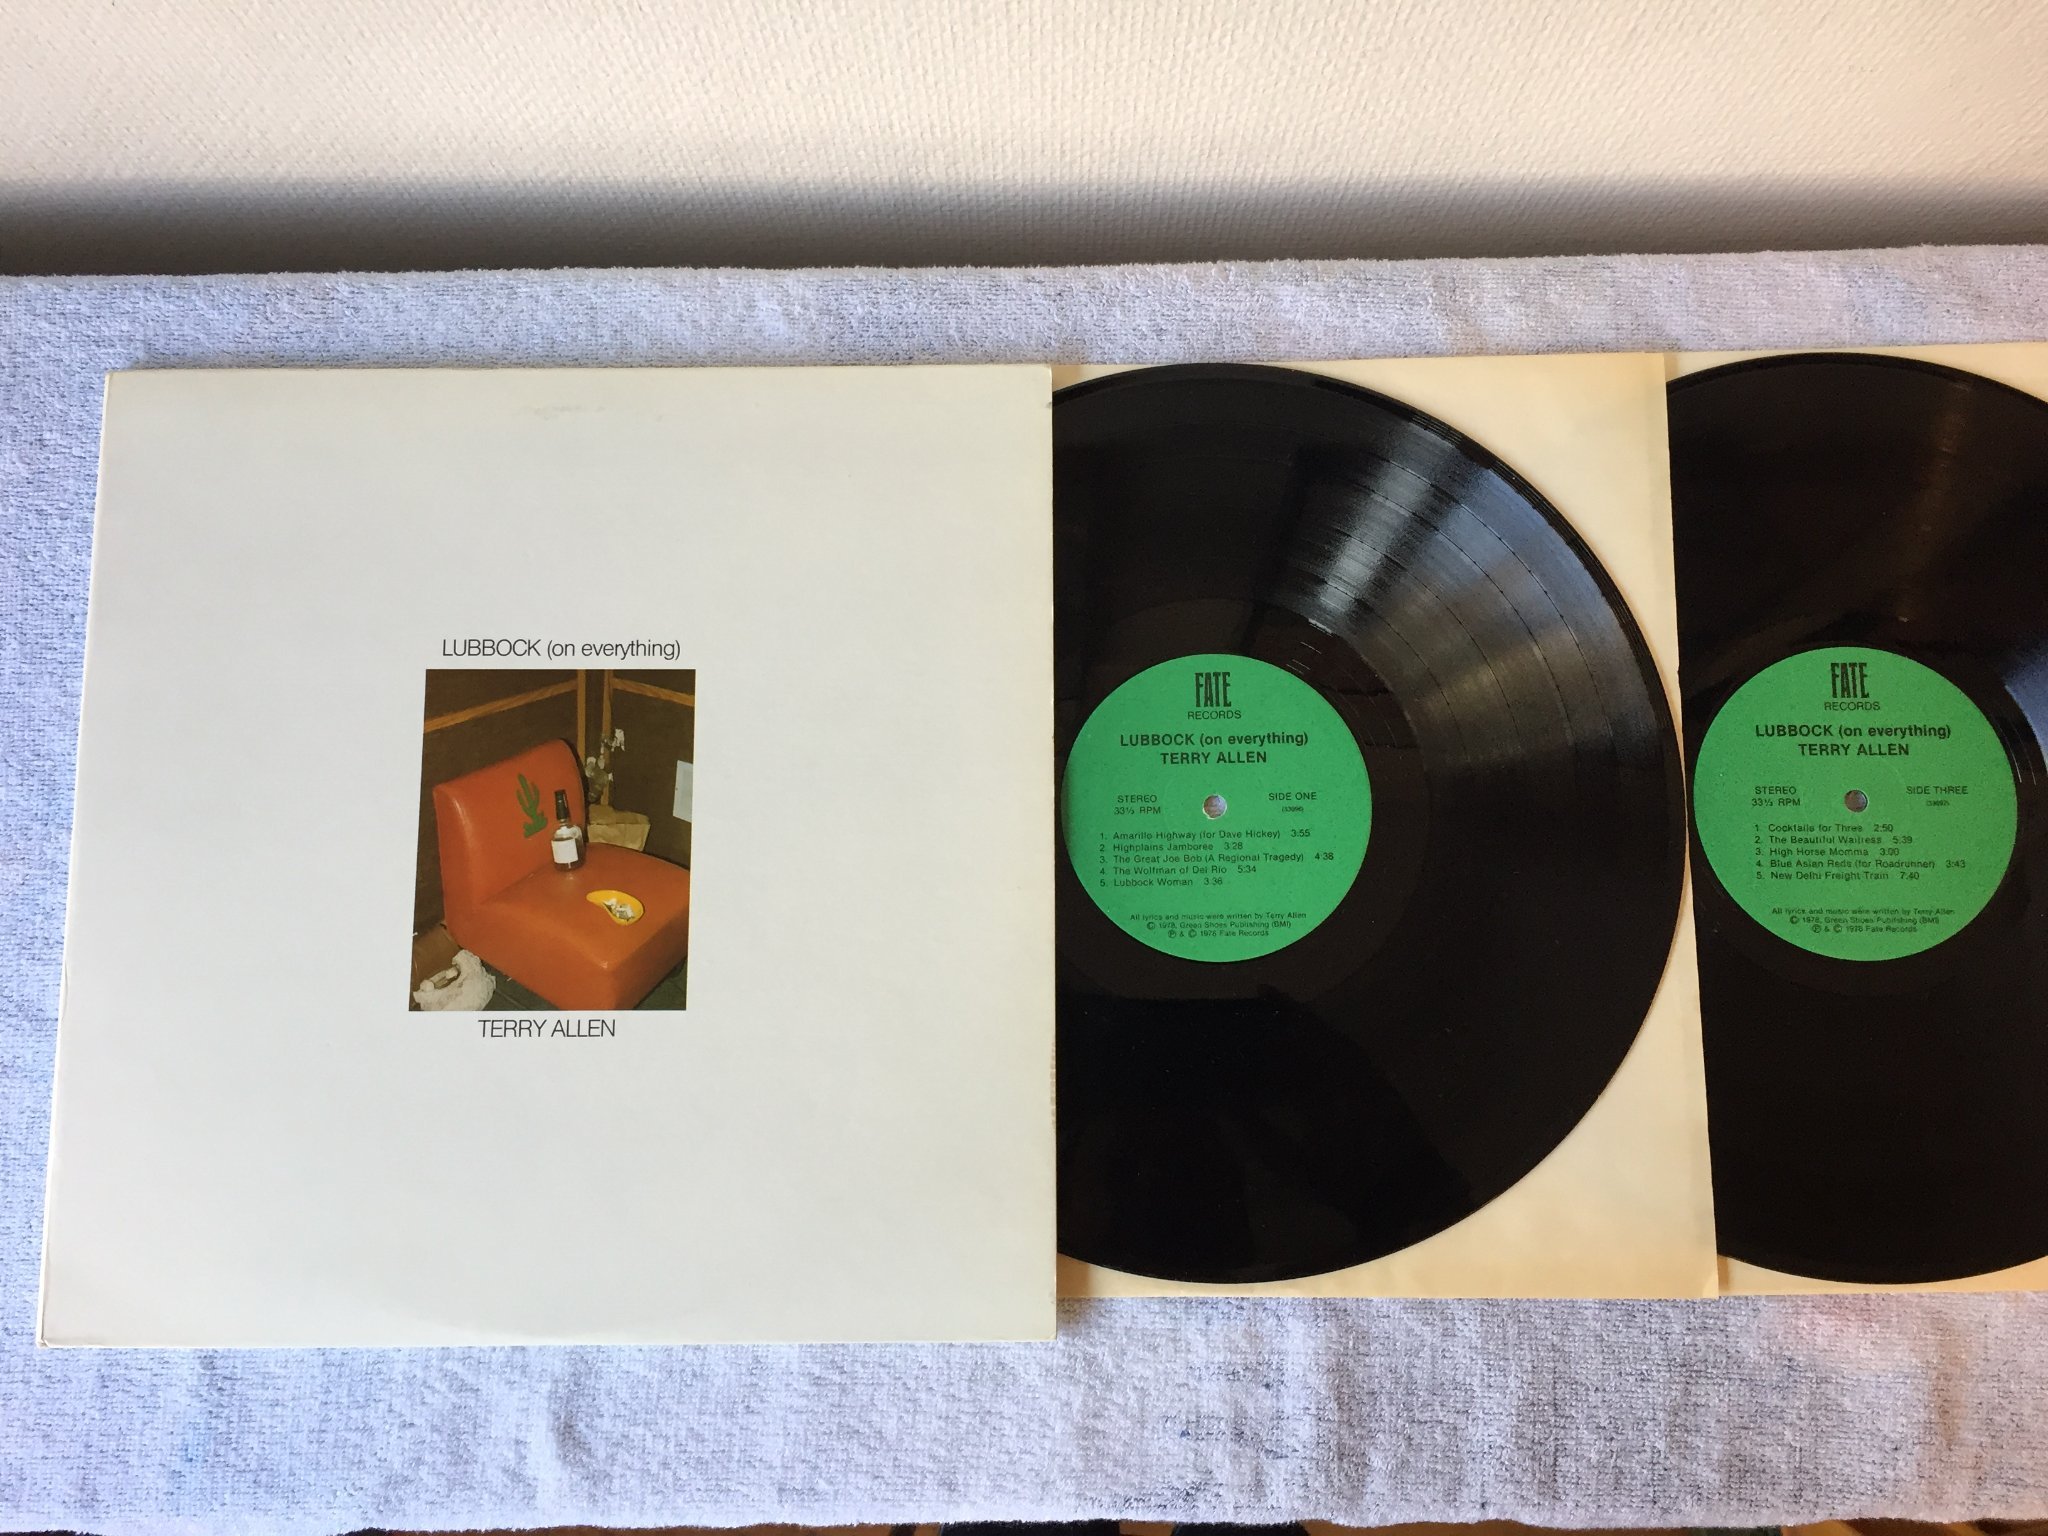 LUBBOCK (on everything)
TERRY ALLEN
FATE
RECORDS
LUBBOCK (on everything)
TERRY ALLEN
STEREO
33⅓ RPM
SIDE ONE
(33096)
1. Amarillo Highway (for Dave Hickey) 3:55
2. Highplains Jamboree 3:28
3. The Great Joe Bob (A Regional Tragedy) 4:38
4. The Wolfman of Del Rio 5:34
5. Lubbock Woman 3:36
All lyrics and music were written by Terry Allen
© 1978, Green Shoes Publishing (BMI)
℗ & © 1978 Fate Records
FATE
RECORDS
LUBBOCK (on everything)
TERRY ALLEN
STEREO
33⅓ RPM
SIDE THREE
(33097)
1. Cocktails for Three 2:50
2. The Beautiful Waitress 5:39
3. High Horse Momma 3:00
4. Blue Asian Reds (for Roadrunner) 3:43
5. New Delhi Freight Train 7:40
All lyrics and music were written by Terry Allen
© 1978, Green Shoes Publishing (BMI)
℗ & © 1978 Fate Records